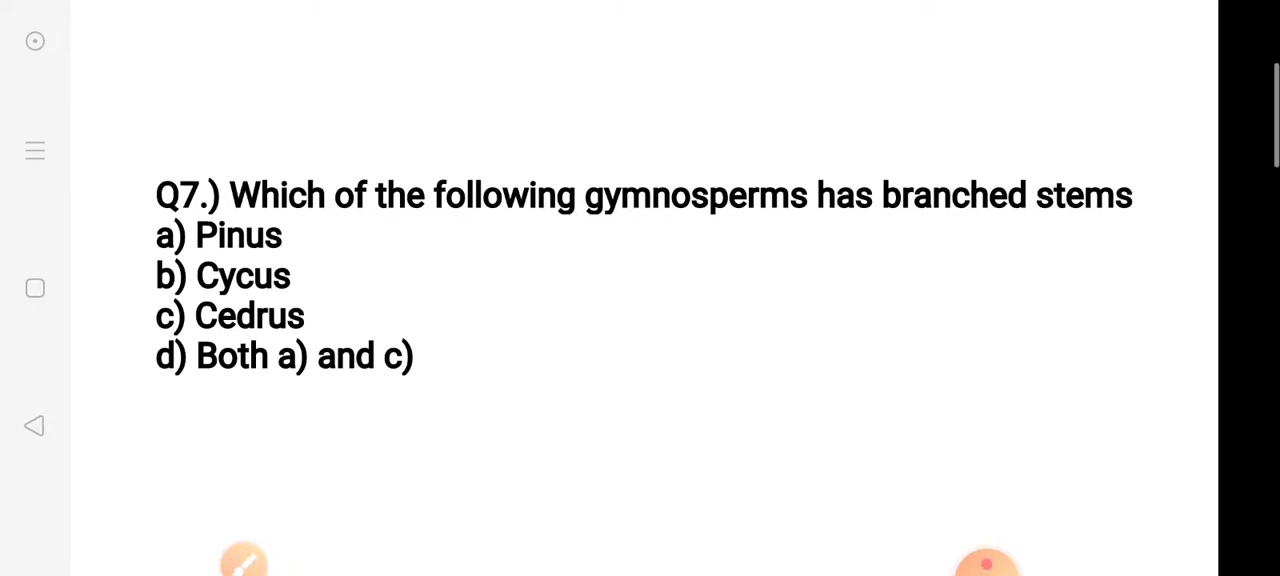 Q7.) Which of the following gymnosperms has branched stems
a) Pinus
b) Cycus
c) Cedrus
d) Both a) and c)